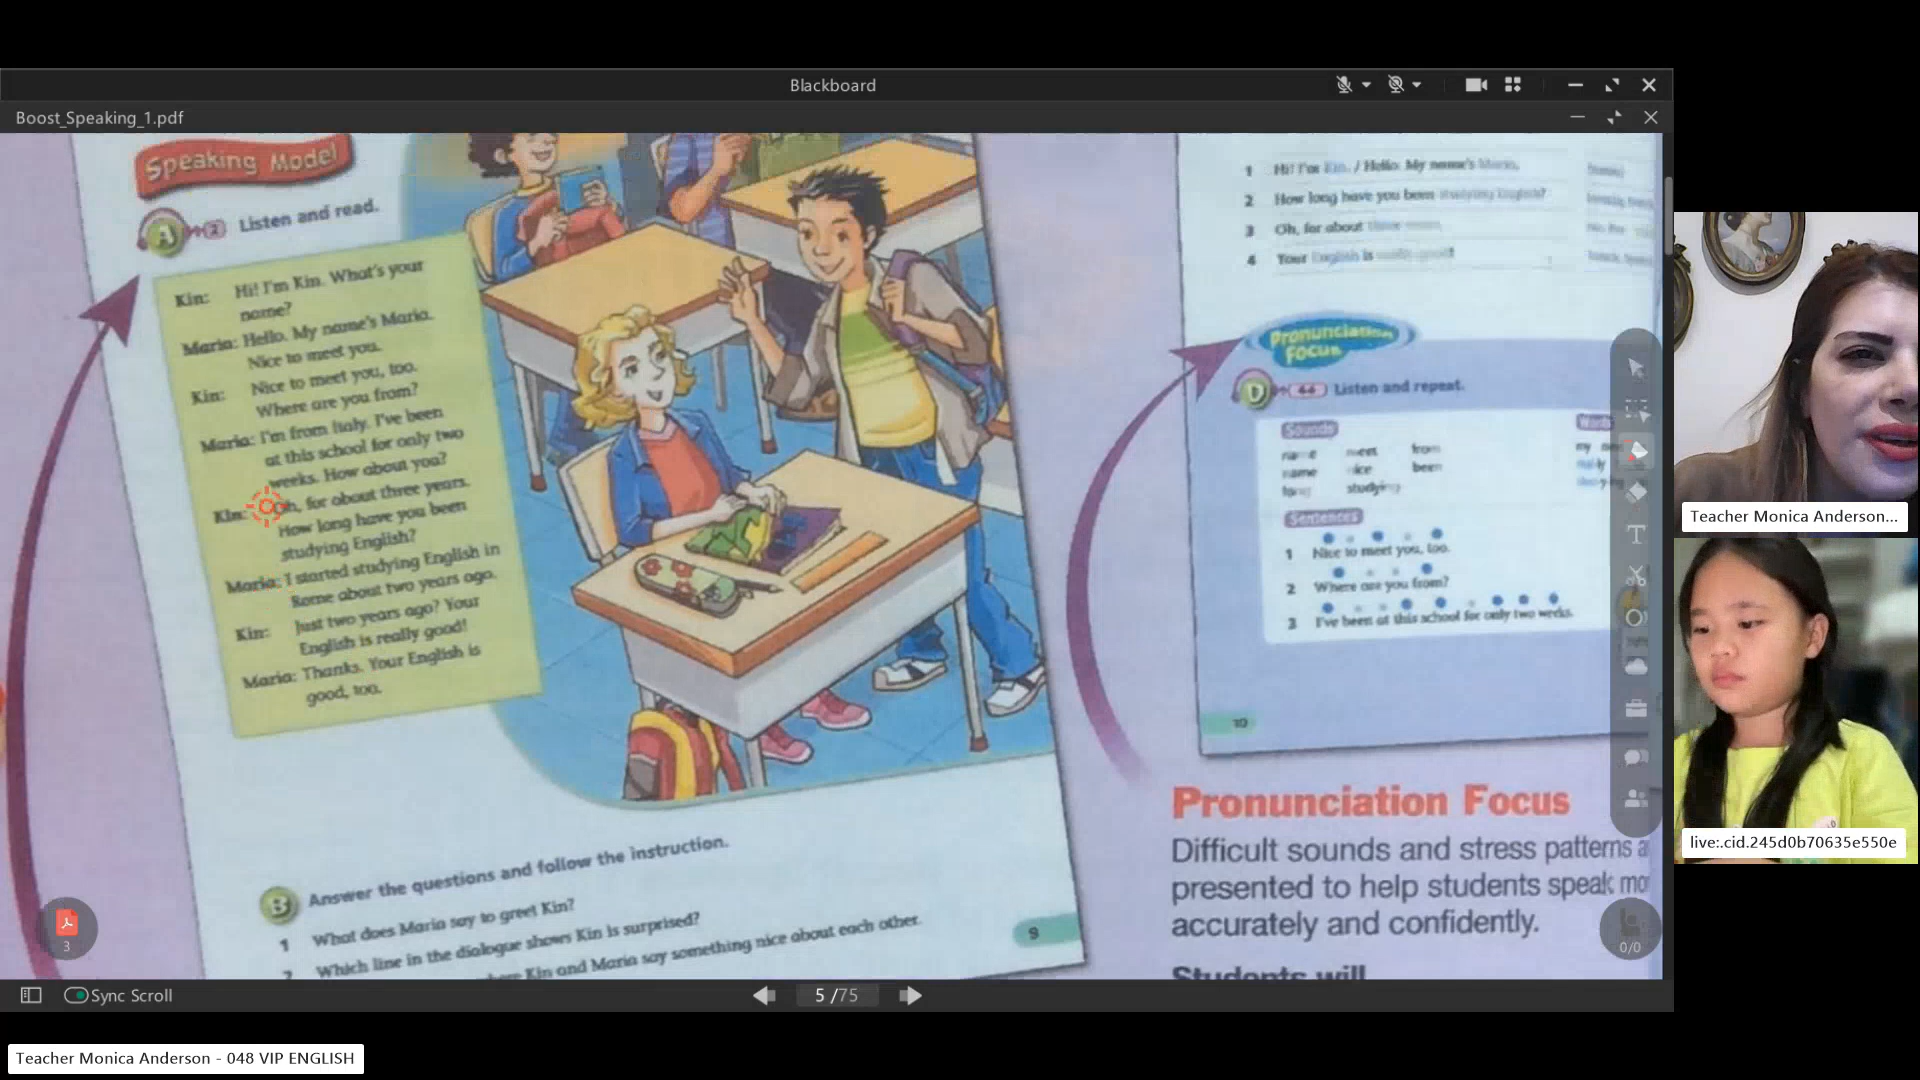 Blackboard
Boost_Speaking_1.pdf
Speaking Model
A 2 Listen and read.
Kin: Hi! I'm Kin. What's your
name?
Maria: Hello. My name's Maria.
Nice to meet you.
Kin: Nice to meet you, too.
Where are you from?
Maria: I'm from Italy. I've been
at this school for only two
weeks. How about you?
Kin: for about three years.
How long have you been
studying English?
Maria: I started studying English in
Rome about two years ago.
Kin: Just two years ago? Your
English is really good!
Maria: Thanks. Your English is
good, too.
B Answer the questions and follow the instruction.
1 What does Maria say to greet Kin?
2 Which line in the dialogue shows Kin is surprised?
Kin and Maria say something nice about each other.
9
1 Hi! I'm Kin. / Hello. My name's Maria.
2 How long have you been studying English?
3 Oh, for about
4 Your English is
Pronunciation
Focus
D 44 Listen and repeat.
Sounds
Words
name meet from
name nice been
long studying
my
Sentences
1 Nice to meet you, too.
2 Where are you from?
3 I've been at this school for only two weeks.
10
Pronunciation Focus
Difficult sounds and stress patterns
presented to help students speak
accurately and confidently.
Students will
3
0/0
T
Sync Scroll
5 /75
Teacher Monica Anderson...
live:.cid.245d0b70635e550e
Teacher Monica Anderson - 048 VIP ENGLISH